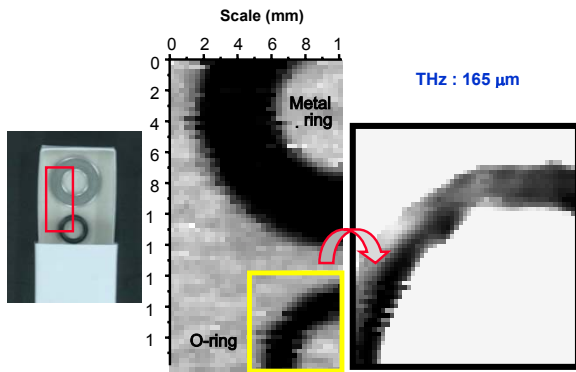 Scale (mm)
0 2 4 6 8 1
0
2
4
6
8
1
1
1
1
1
Metal
. ring
O-ring
THz : 165 μm